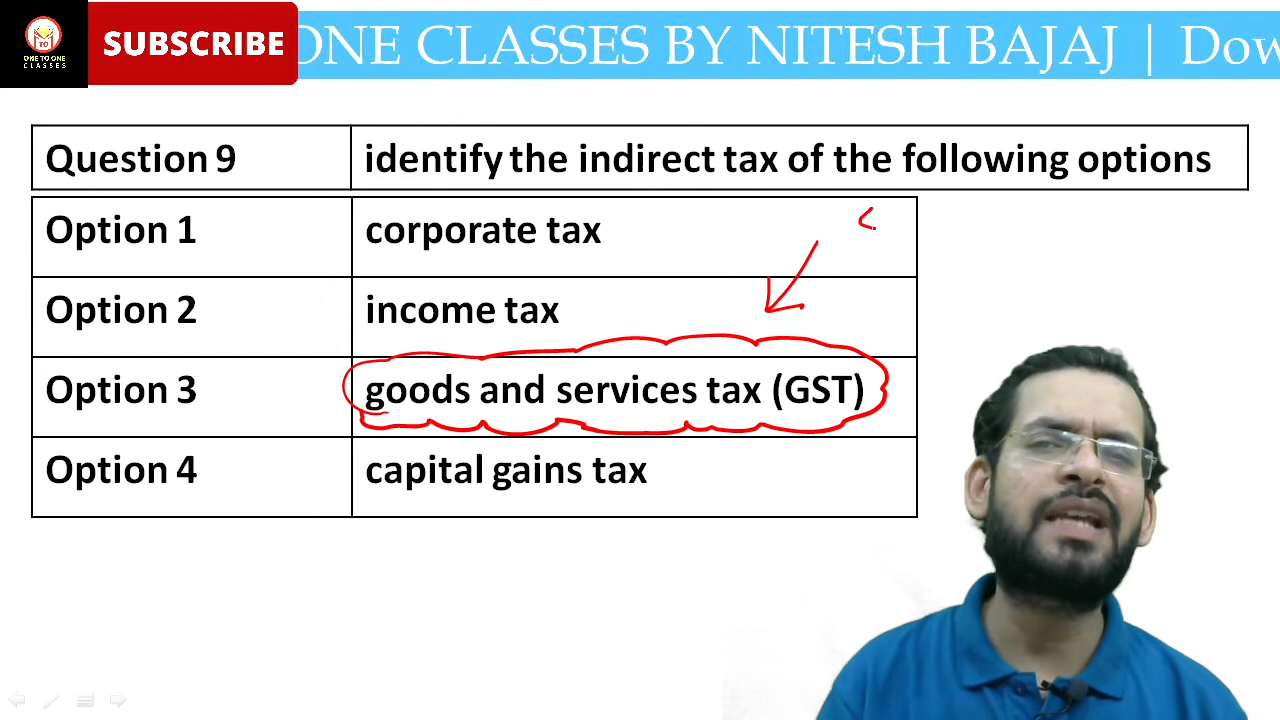 TO
ONE TO ONE
CLASSES
SUBSCRIBE
ONE CLASSES BY NITESH BAJAJ | Dow
Question 9 identify the indirect tax of the following options
Option 1 corporate tax
Option 2 income tax
Option 3 goods and services tax (GST)
Option 4 capital gains tax